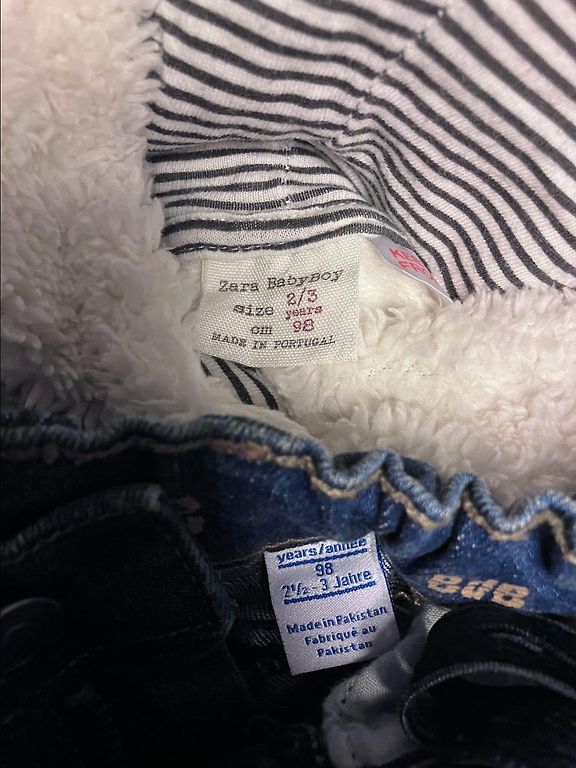 Zara BabyBoy
size 2/3
years
cm 98
MADE IN PORTUGAL
years/année
98
2½ - 3 Jahre
Made in Pakistan
Fabriqué au
Pakistan